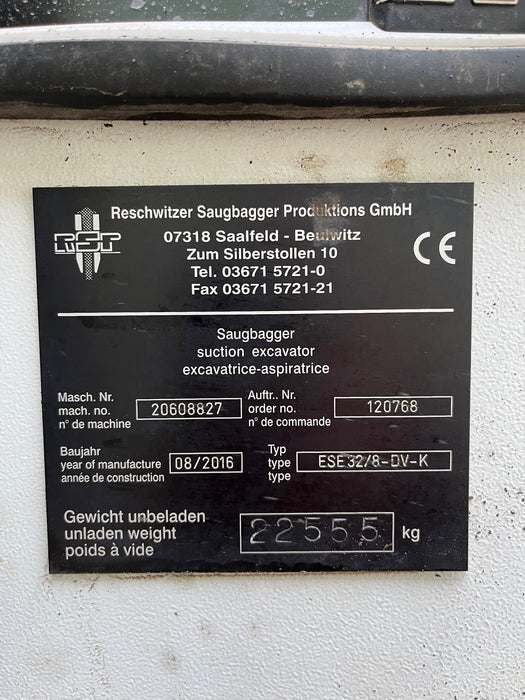 Reschwitzer Saugbagger Produktions GmbH
RSP
07318 Saalfeld - Beulwitz
Zum Silberstollen 10
Tel. 03671 5721-0
Fax 03671 5721-21
CE
Saugbagger
suction excavator
excavatrice-aspiratrice
Masch. Nr.
mach. no.
n° de machine
20608827
Auftr.. Nr.
order no.
n° de commande
120768
Baujahr
year of manufacture
année de construction
08/2016
Typ
type
type
ESE32/8-DV-K
Gewicht unbeladen
unladen weight
poids à vide
22555 kg